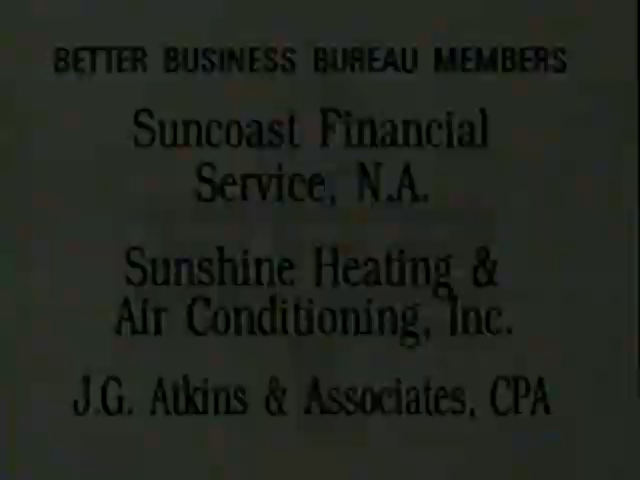 BETTER BUSINESS BUREAU MEMBERS
Suncoast Financial
Service, N.A.
Sunshine Heating &
Air Conditioning, Inc.
J.G. Atkins & Associates, CPA